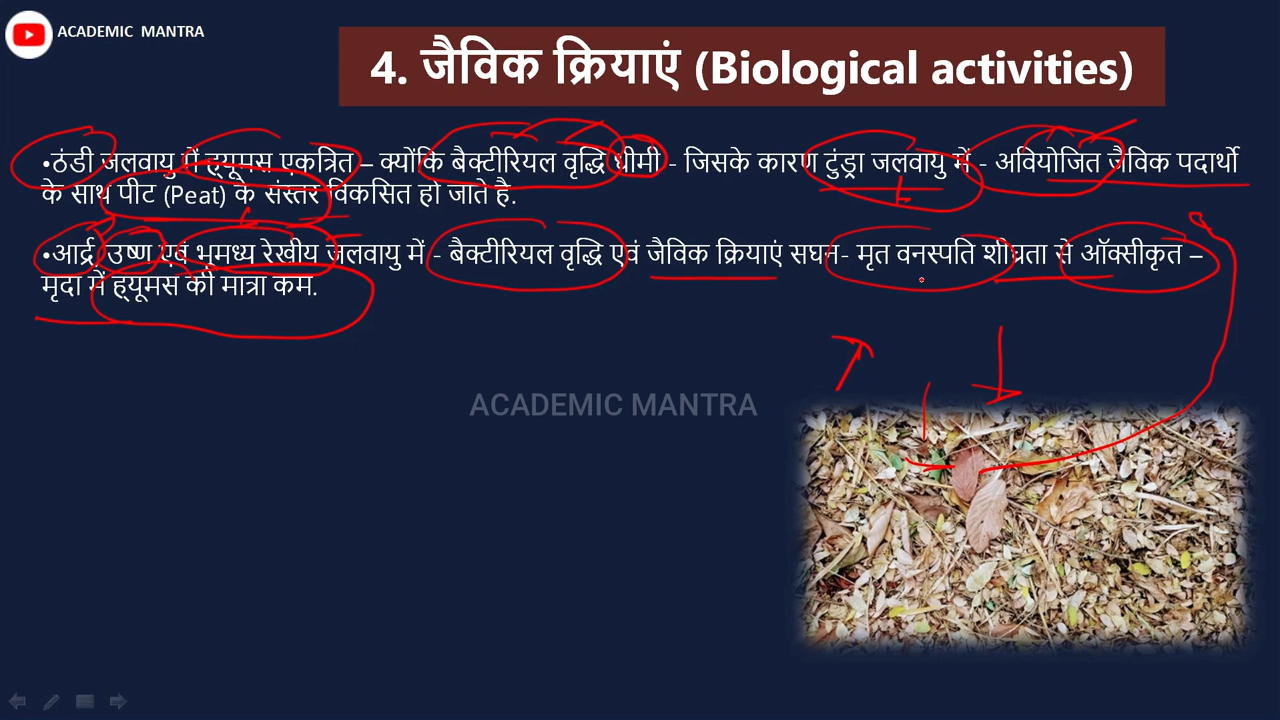 ACADEMIC MANTRA
4. जैविक क्रियाएं (Biological activities)
•ठंडी जलवायु में ह्यूमस एकत्रित – क्योंकि बैक्टीरियल वृद्धि धीमी - जिसके कारण टुंड्रा जलवायु में - अवियोजित जैविक पदार्थो
के साथ पीट (Peat) के संस्तर विकसित हो जाते है.
•आर्द्र उष्ण एवं भूमध्य रेखीय जलवायु में - बैक्टीरियल वृद्धि एवं जैविक क्रियाएं सघन- मृत वनस्पति शीघ्रता से ऑक्सीकृत –
मृदा में ह्यूमस की मात्रा कम.
ACADEMIC MANTRA